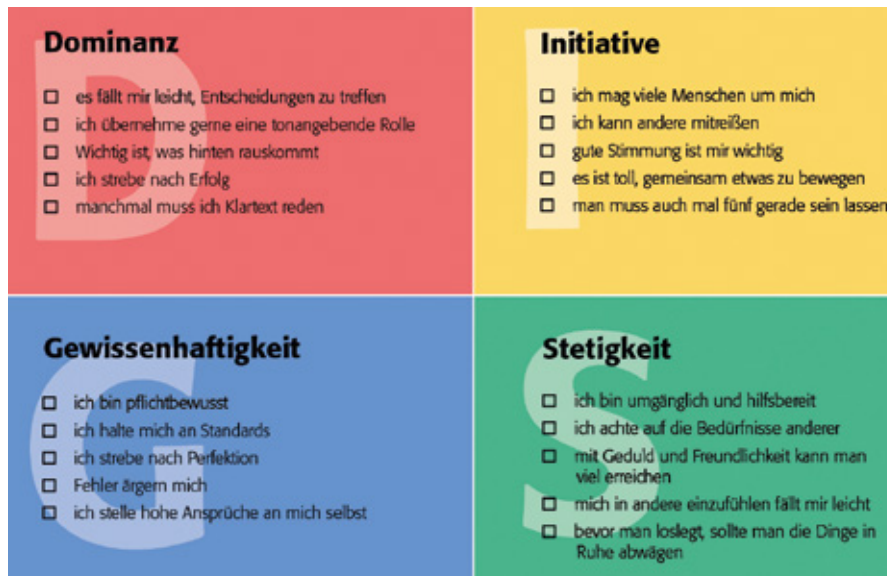 Dominanz
es fällt mir leicht, Entscheidungen zu treffen
ich übernehme gerne eine tonangebende Rolle
Wichtig ist, was hinten rauskommt
ich strebe nach Erfolg
manchmal muss ich Klartext reden
D
Initiative
ich mag viele Menschen um mich
ich kann andere mitreißen
gute Stimmung ist mir wichtig
es ist toll, gemeinsam etwas zu bewegen
man muss auch mal fünf gerade sein lassen
I
Gewissenhaftigkeit
ich bin pflichtbewusst
ich halte mich an Standards
ich strebe nach Perfektion
Fehler ärgern mich
ich stelle hohe Ansprüche an mich selbst
G
Stetigkeit
ich bin umgänglich und hilfsbereit
ich achte auf die Bedürfnisse anderer
mit Geduld und Freundlichkeit kann man
viel erreichen
mich in andere einzufühlen fällt mir leicht
bevor man loslegt, sollte man die Dinge in
Ruhe abwägen
S